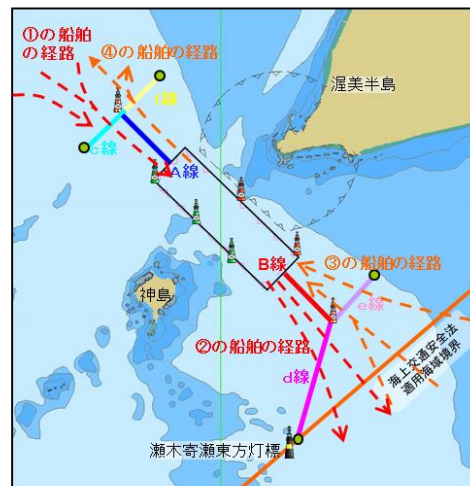 ①の船舶
の経路
④の船舶の経路
渥美半島
f線
c線
A線
B線
③の船舶の経路
神島
e線
②の船舶の経路
d線
海上交通安全法
適用海域境界
瀬木寄瀬東方灯標